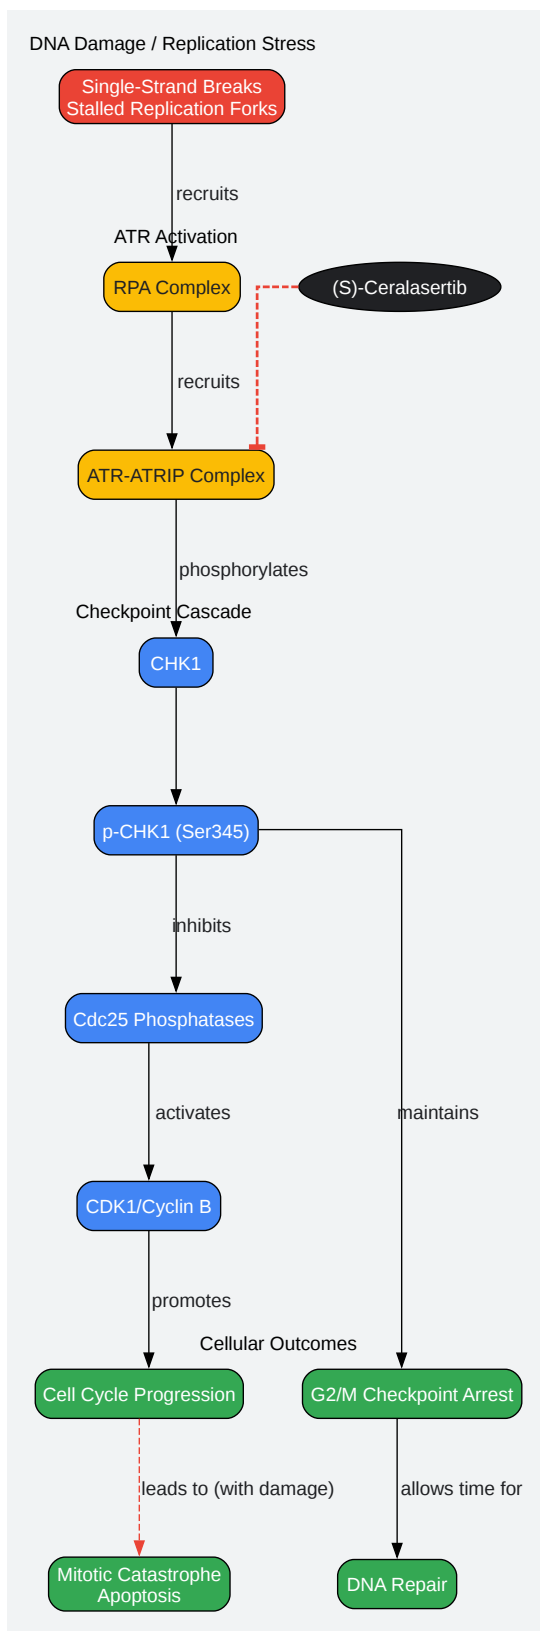 DNA Damage / Replication Stress
Single-Strand Breaks
Stalled Replication Forks
recruits
ATR Activation
RPA Complex
(S)-Ceralasertib
recruits
ATR-ATRIP Complex
phosphorylates
Checkpoint Cascade
CHK1
p-CHK1 (Ser345)
inhibits
Cdc25 Phosphatases
activates
maintains
CDK1/Cyclin B
promotes
Cellular Outcomes
Cell Cycle Progression
G2/M Checkpoint Arrest
leads to (with damage)
allows time for
Mitotic Catastrophe
Apoptosis
DNA Repair